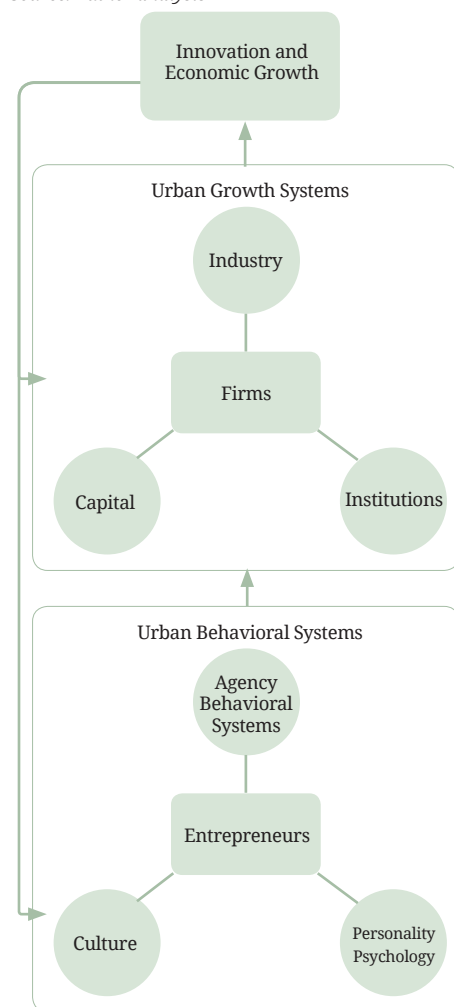 Innovation and
Economic Growth
Urban Growth Systems
Industry
Firms
Capital
Institutions
Urban Behavioral Systems
Agency
Behavioral
Systems
Entrepreneurs
Culture
Personality
Psychology